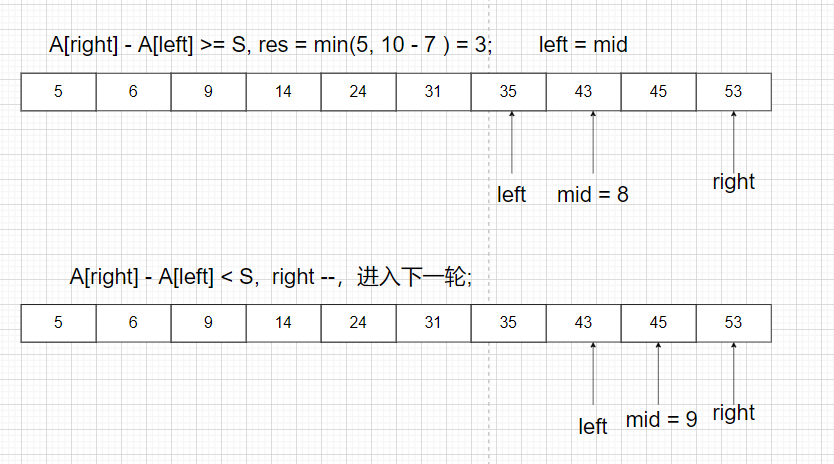 A[right] - A[left] >= S, res = min(5, 10 - 7 ) = 3; left = mid
5 6 9 14 24 31 35 43 45 53
left mid = 8 right
A[right] - A[left] < S, right --，进入下一轮;
5 6 9 14 24 31 35 43 45 53
left mid = 9 right